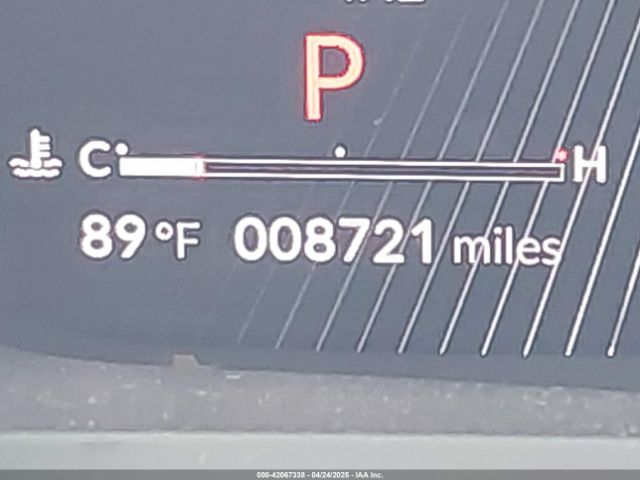 P
C H
89°F 008721 miles
000-42067338 - 04/24/2025 - IAA Inc.